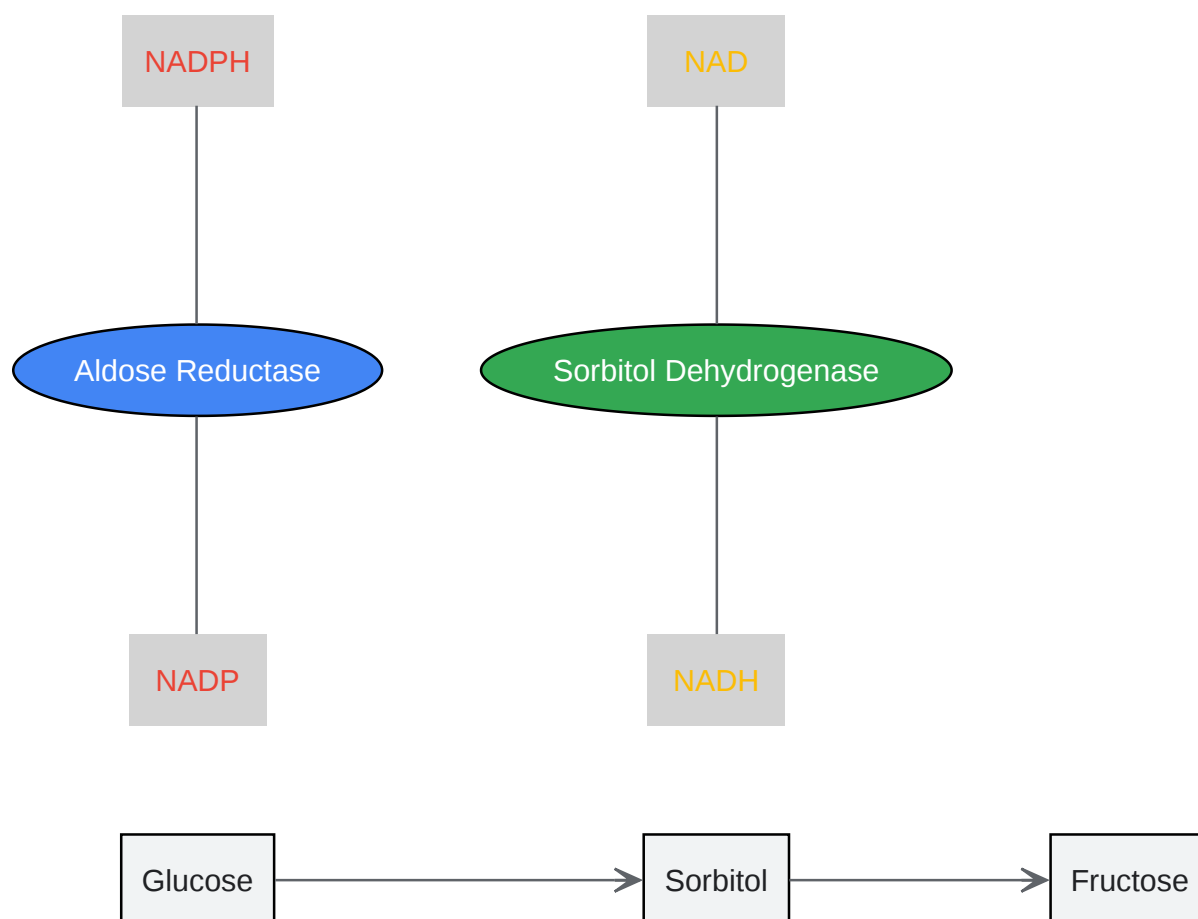 NADPH
NAD
Aldose Reductase
Sorbitol Dehydrogenase
NADP
NADH
Glucose
Sorbitol
Fructose